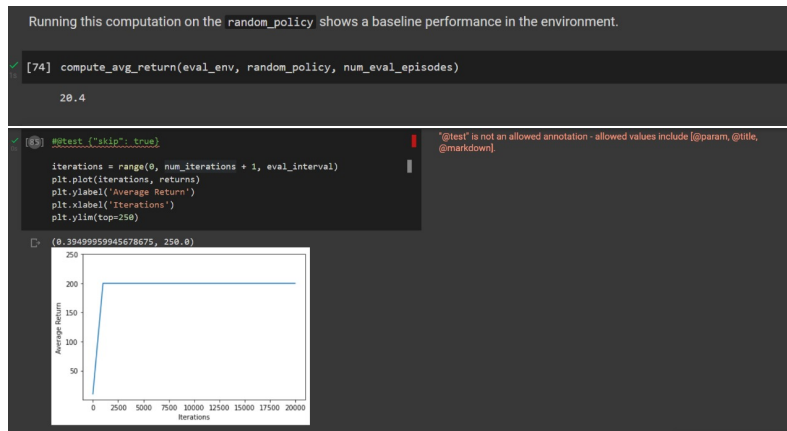 Running this computation on the random_policy shows a baseline performance in the environment.
[74] compute_avg_return(eval_env, random_policy, num_eval_episodes)
20.4
[85] #@test {"skip": true}
iterations = range(0, num_iterations + 1, eval_interval)
plt.plot(iterations, returns)
plt.ylabel('Average Return')
plt.xlabel('Iterations')
plt.ylim(top=250)
"@test" is not an allowed annotation - allowed values include [@param, @title,
@markdown].
(0.39499959945678675, 250.0)
250
200
150
100
50
Average Return
0 2500 5000 7500 10000 12500 15000 17500 20000
Iterations